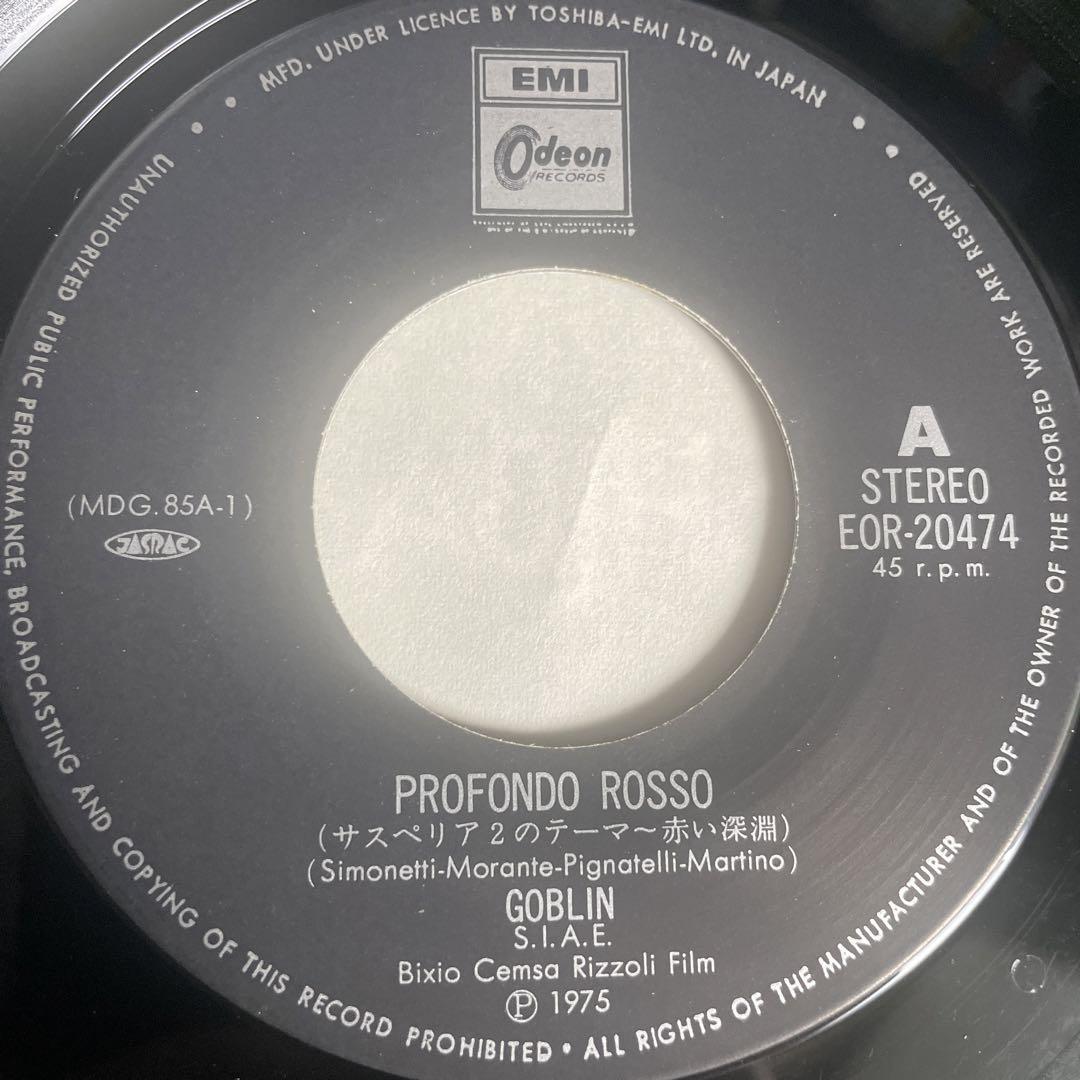 MFD. UNDER LICENCE BY TOSHIBA-EMI LTD. IN JAPAN
EMI
Odeon
RECORDS
A
STEREO
EOR-20474
45 r.p.m.
(MDG.85A-1)
JASRAC
PROFONDO ROSSO
(サスペリア2のテーマ〜赤い深淵)
(Simonetti-Morante-Pignatelli-Martino)
GOBLIN
S.I.A.E.
Bixio Cemsa Rizzoli Film
Ⓟ 1975
UNAUTHORIZED PUBLIC PERFORMANCE, BROADCASTING AND COPYING OF THIS RECORD PROHIBITED • ALL RIGHTS OF THE MANUFACTURER AND OF THE OWNER OF THE RECORDED WORK ARE RESERVED